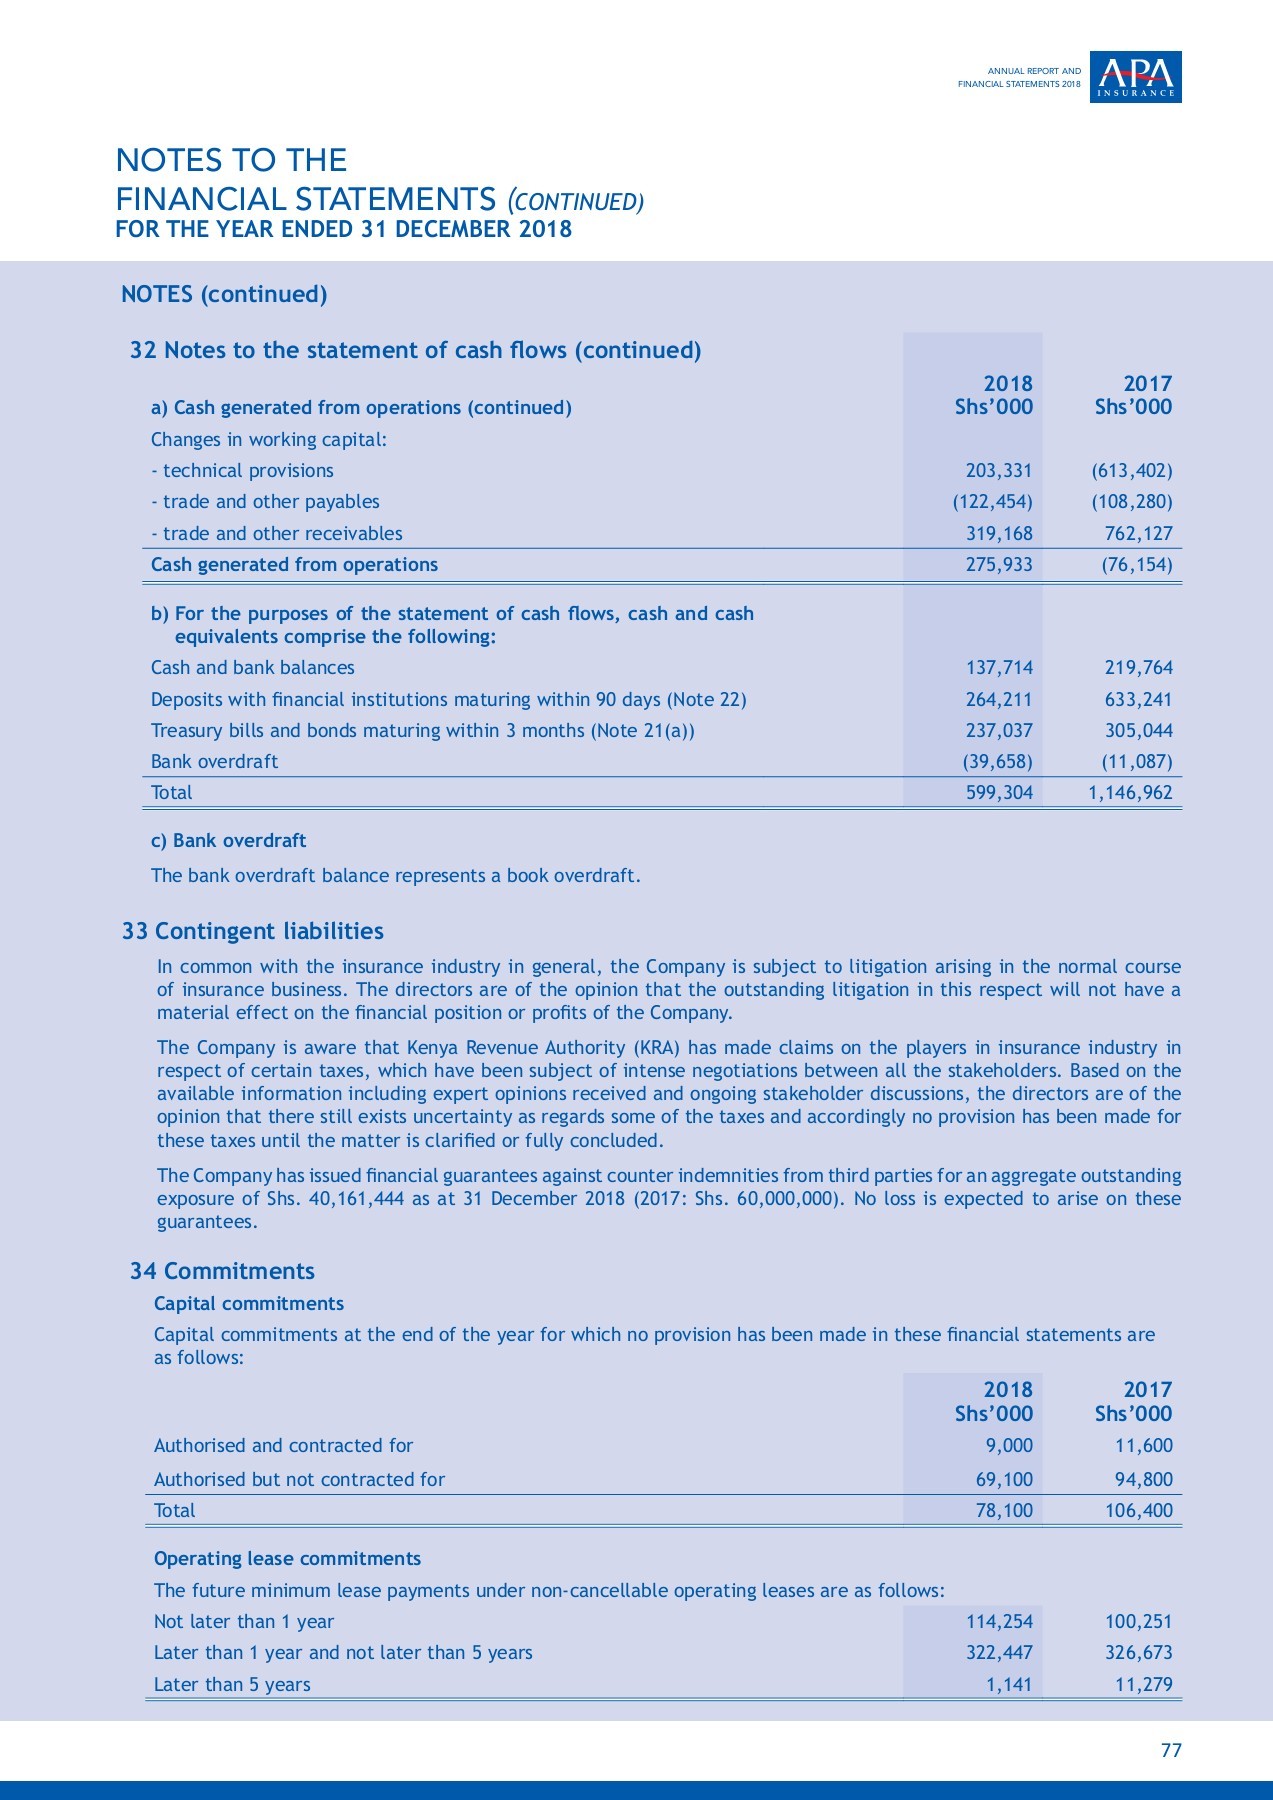 ANNUAL REPORT AND
FINANCIAL STATEMENTS 2018
APA
INSURANCE
NOTES TO THE
FINANCIAL STATEMENTS (CONTINUED)
FOR THE YEAR ENDED 31 DECEMBER 2018
NOTES (continued)
32 Notes to the statement of cash flows (continued)
2018 2017
a) Cash generated from operations (continued) Shs’000 Shs’000
Changes in working capital:
- technical provisions 203,331 (613,402)
- trade and other payables (122,454) (108,280)
- trade and other receivables 319,168 762,127
Cash generated from operations 275,933 (76,154)
b) For the purposes of the statement of cash flows, cash and cash
equivalents comprise the following:
Cash and bank balances 137,714 219,764
Deposits with financial institutions maturing within 90 days (Note 22) 264,211 633,241
Treasury bills and bonds maturing within 3 months (Note 21(a)) 237,037 305,044
Bank overdraft (39,658) (11,087)
Total 599,304 1,146,962
c) Bank overdraft
The bank overdraft balance represents a book overdraft.
33 Contingent liabilities
In common with the insurance industry in general, the Company is subject to litigation arising in the normal course
of insurance business. The directors are of the opinion that the outstanding litigation in this respect will not have a
material effect on the financial position or profits of the Company.
The Company is aware that Kenya Revenue Authority (KRA) has made claims on the players in insurance industry in
respect of certain taxes, which have been subject of intense negotiations between all the stakeholders. Based on the
available information including expert opinions received and ongoing stakeholder discussions, the directors are of the
opinion that there still exists uncertainty as regards some of the taxes and accordingly no provision has been made for
these taxes until the matter is clarified or fully concluded.
The Company has issued financial guarantees against counter indemnities from third parties for an aggregate outstanding
exposure of Shs. 40,161,444 as at 31 December 2018 (2017: Shs. 60,000,000). No loss is expected to arise on these
guarantees.
34 Commitments
Capital commitments
Capital commitments at the end of the year for which no provision has been made in these financial statements are
as follows:
2018 2017
Shs’000 Shs’000
Authorised and contracted for 9,000 11,600
Authorised but not contracted for 69,100 94,800
Total 78,100 106,400
Operating lease commitments
The future minimum lease payments under non-cancellable operating leases are as follows:
Not later than 1 year 114,254 100,251
Later than 1 year and not later than 5 years 322,447 326,673
Later than 5 years 1,141 11,279
77